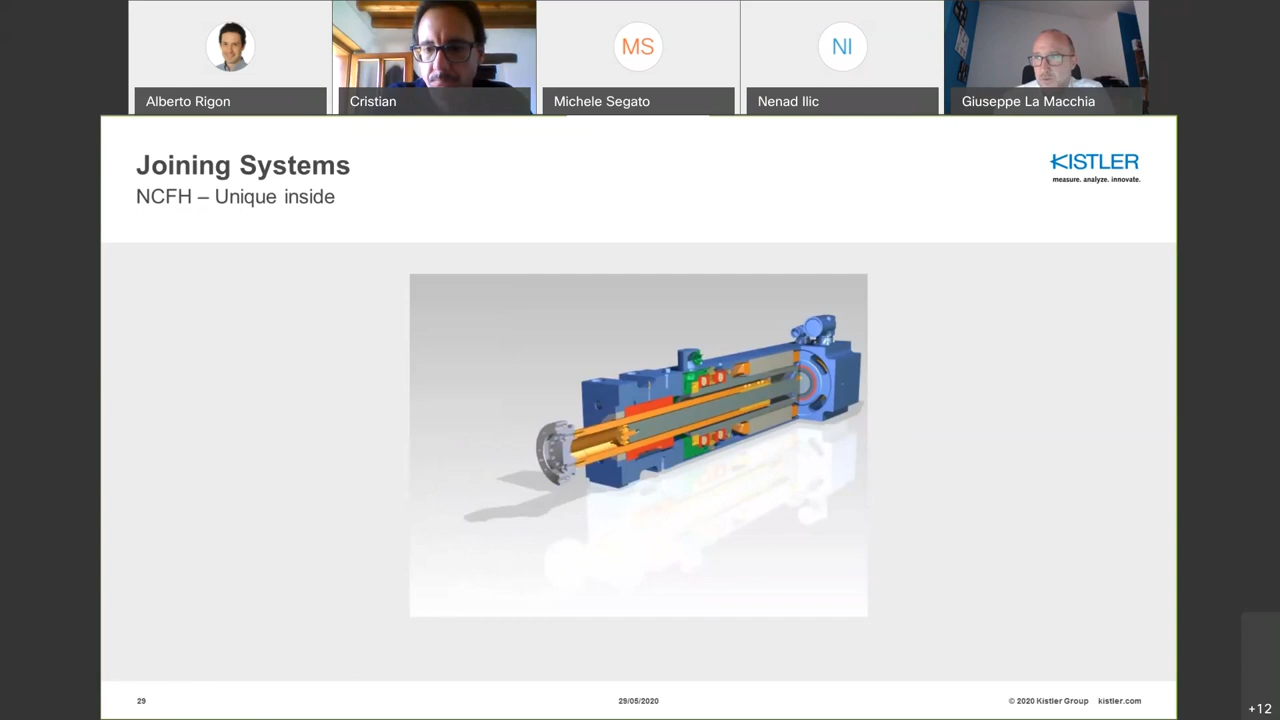 MS
NI
Alberto Rigon
Cristian
Michele Segato
Nenad Ilic
Giuseppe La Macchia
Joining Systems
NCFH – Unique inside
KISTLER
measure. analyze. innovate.
29
29/05/2020
© 2020 Kistler Group kistler.com
+12